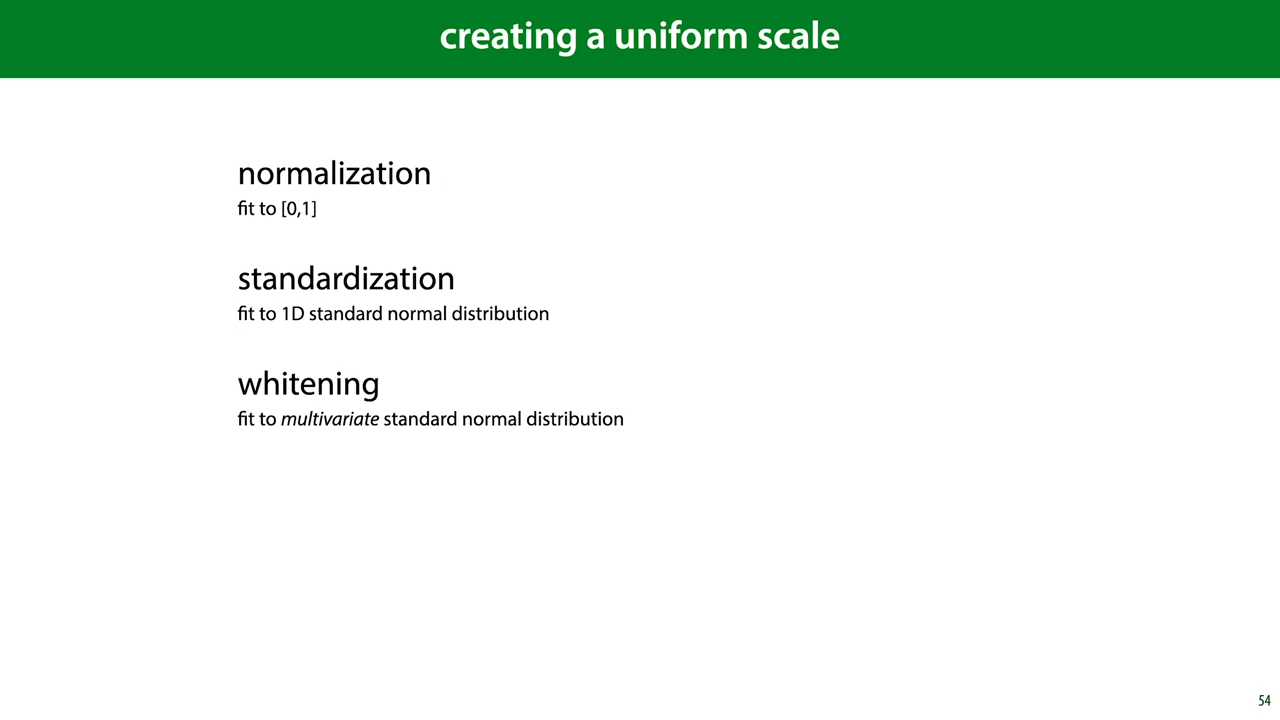 creating a uniform scale
normalization
fit to [0,1]
standardization
fit to 1D standard normal distribution
whitening
fit to multivariate standard normal distribution
54